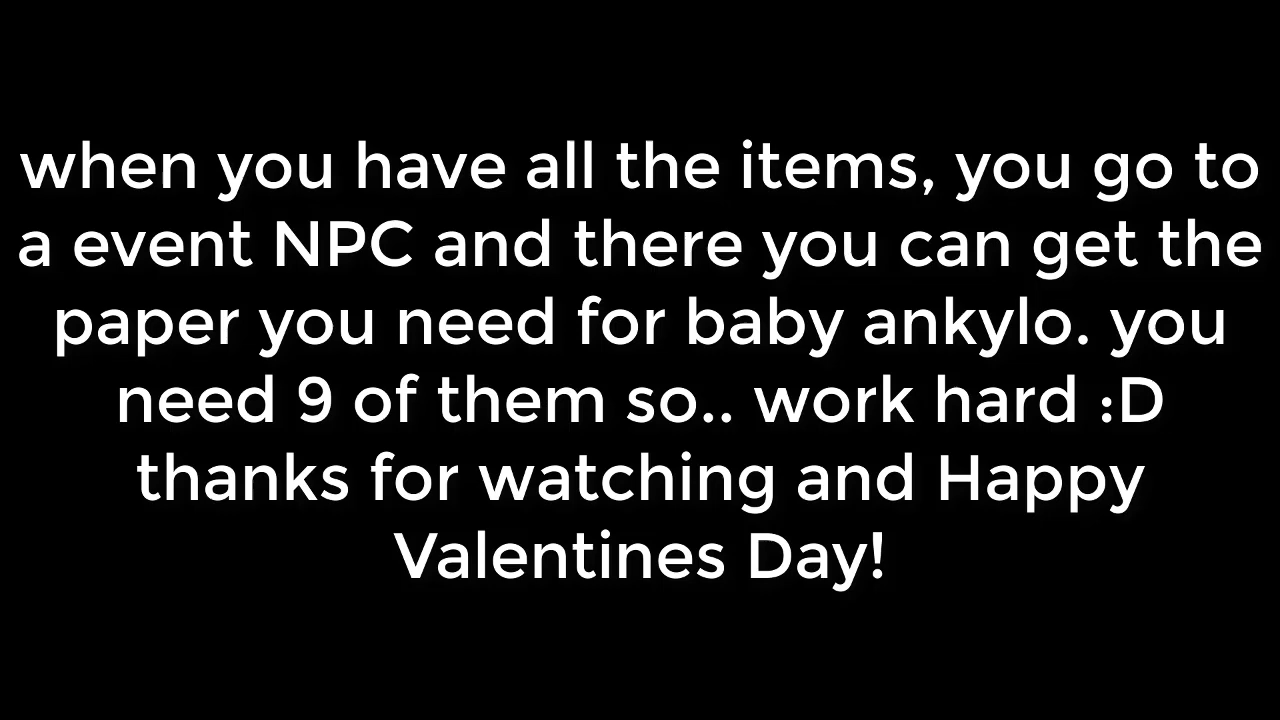 when you have all the items, you go to
a event NPC and there you can get the
paper you need for baby ankylo. you
need 9 of them so.. work hard :D
thanks for watching and Happy
Valentines Day!